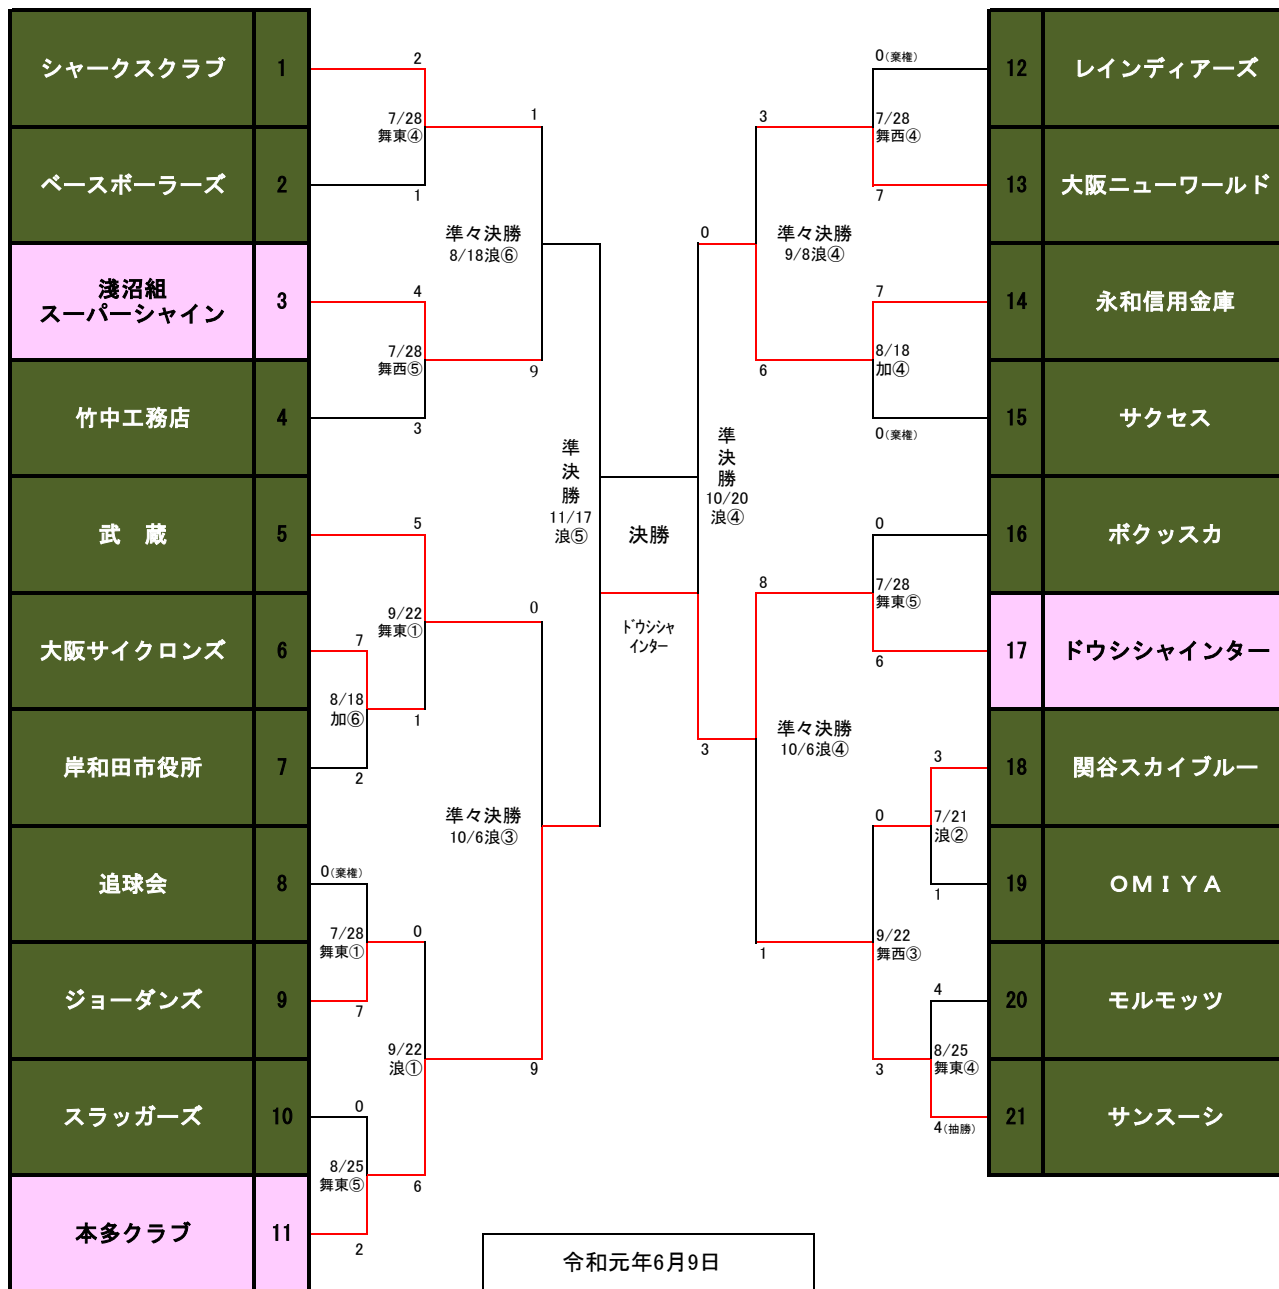 シャークスクラブ 1
ベースボーラーズ 2
淺沼組
スーパーシャイン 3
竹中工務店 4
武　蔵 5
大阪サイクロンズ 6
岸和田市役所 7
追球会 8
ジョーダンズ 9
スラッガーズ 10
本多クラブ 11
2
7/28
舞東④
1
4
7/28
舞西⑤
3
1
準々決勝
8/18浪⑥
9
5
9/22
舞東①
1
7
8/18
加⑥
2
0(棄権)
7/28
舞東①
7
0
9/22
浪①
6
0
8/25
舞東⑤
2
0
準々決勝
10/6浪③
9
準
決
勝
11/17
浪⑤
決勝
ドウシシャ
インター
0
準
決
勝
10/20
浪④
3
3
準々決勝
9/8浪④
6
8
準々決勝
10/6浪④
1
0(棄権)
7/28
舞西④
7
7
8/18
加④
0(棄権)
0
7/28
舞東⑤
6
3
7/21
浪②
1
0
9/22
舞西③
3
4
8/25
舞東④
4(抽勝)
12 レインディアーズ
13 大阪ニューワールド
14 永和信用金庫
15 サクセス
16 ボクッスカ
17 ドウシシャインター
18 関谷スカイブルー
19 ＯＭＩＹＡ
20 モルモッツ
21 サンスーシ
令和元年6月9日